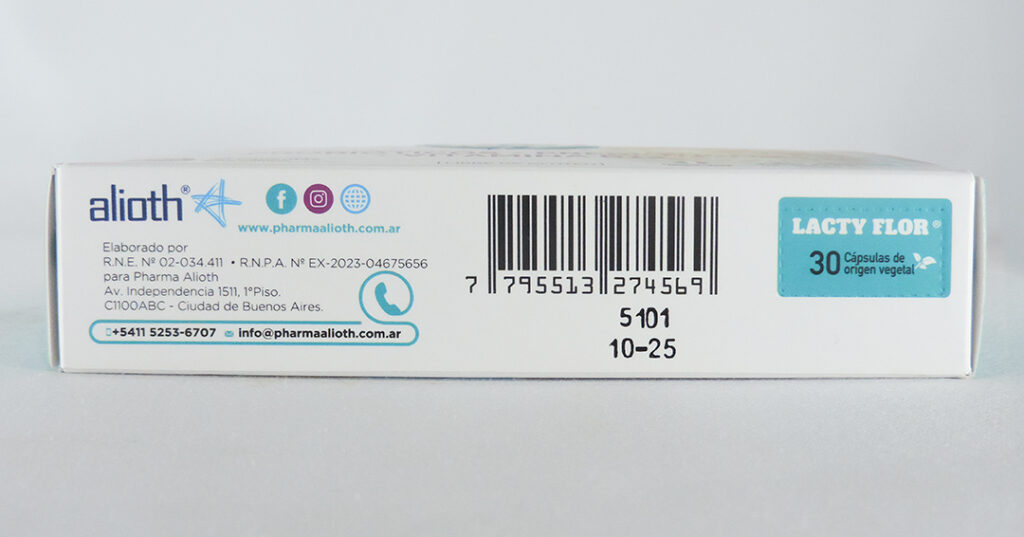 alioth®
www.pharmaalioth.com.ar
Elaborado por
R.N.E. Nº 02-034.411 • R.N.P.A. Nº EX-2023-04675656
para Pharma Alioth
Av. Independencia 1511, 1°Piso.
C1100ABC - Ciudad de Buenos Aires.
+5411 5253-6707 info@pharmaalioth.com.ar
7 795513 274569
5101
10-25
LACTY FLOR®
30 Cápsulas de
origen vegetal